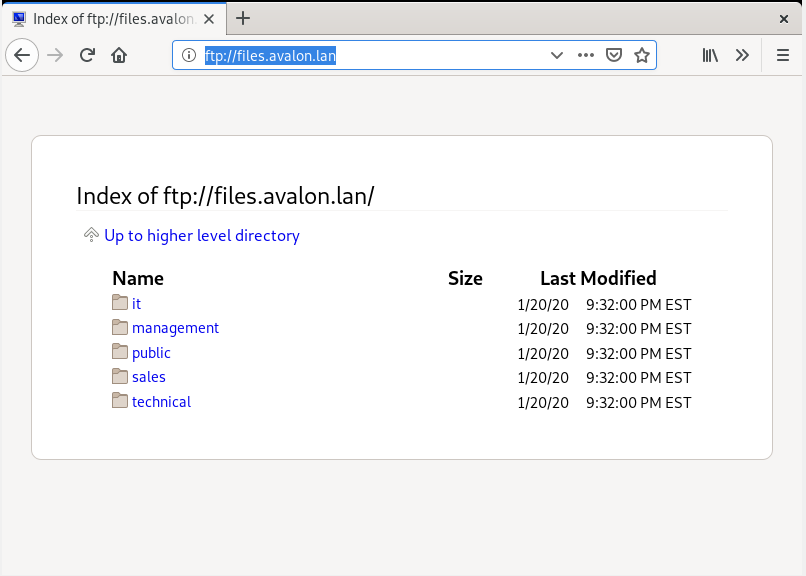 Index of ftp://files.avalon.
ftp://files.avalon.lan
Index of ftp://files.avalon.lan/
Up to higher level directory
Name Size Last Modified
it 1/20/20 9:32:00 PM EST
management 1/20/20 9:32:00 PM EST
public 1/20/20 9:32:00 PM EST
sales 1/20/20 9:32:00 PM EST
technical 1/20/20 9:32:00 PM EST